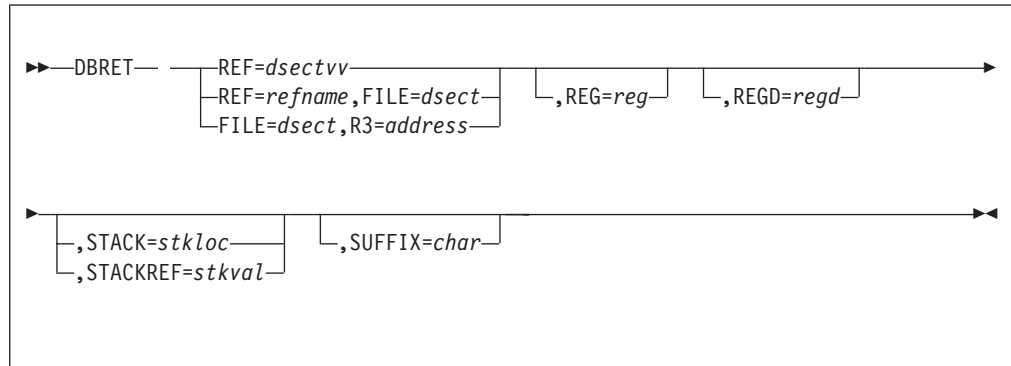 DBRET REF=dsectvv ,REG=reg ,REGD=regd
REF=refname,FILE=dsect
FILE=dsect,R3=address
,STACK=stkloc ,SUFFIX=char
,STACKREF=stkval